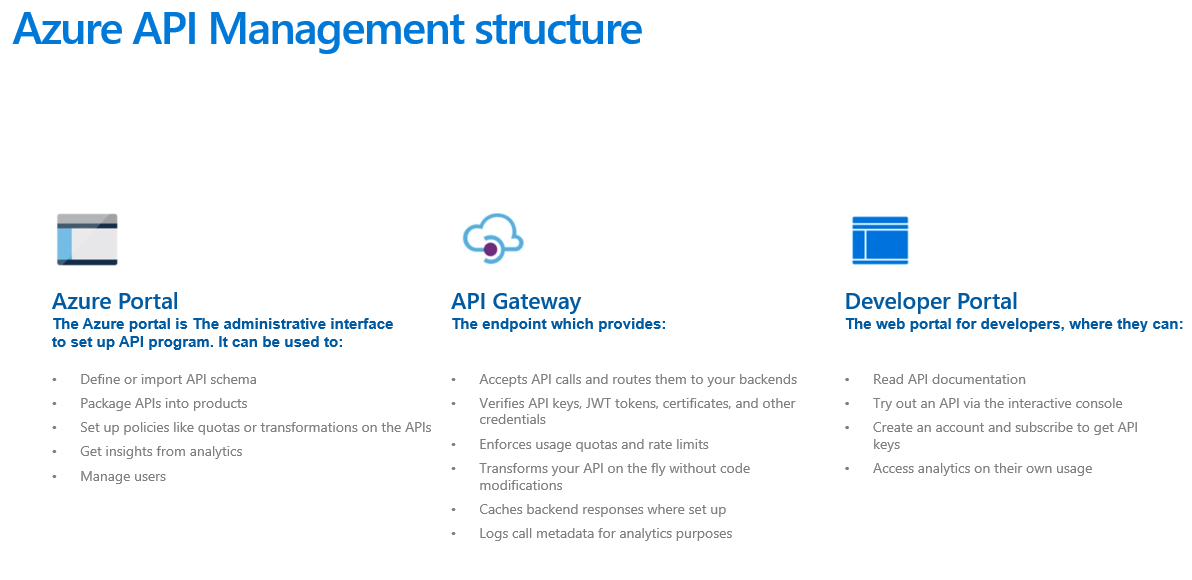 Azure API Management structure
Azure Portal
The Azure portal is The administrative interface
to set up API program. It can be used to:
• Define or import API schema
• Package APIs into products
• Set up policies like quotas or transformations on the APIs
• Get insights from analytics
• Manage users
API Gateway
The endpoint which provides:
• Accepts API calls and routes them to your backends
• Verifies API keys, JWT tokens, certificates, and other
credentials
• Enforces usage quotas and rate limits
• Transforms your API on the fly without code
modifications
• Caches backend responses where set up
• Logs call metadata for analytics purposes
Developer Portal
The web portal for developers, where they can:
• Read API documentation
• Try out an API via the interactive console
• Create an account and subscribe to get API
keys
• Access analytics on their own usage